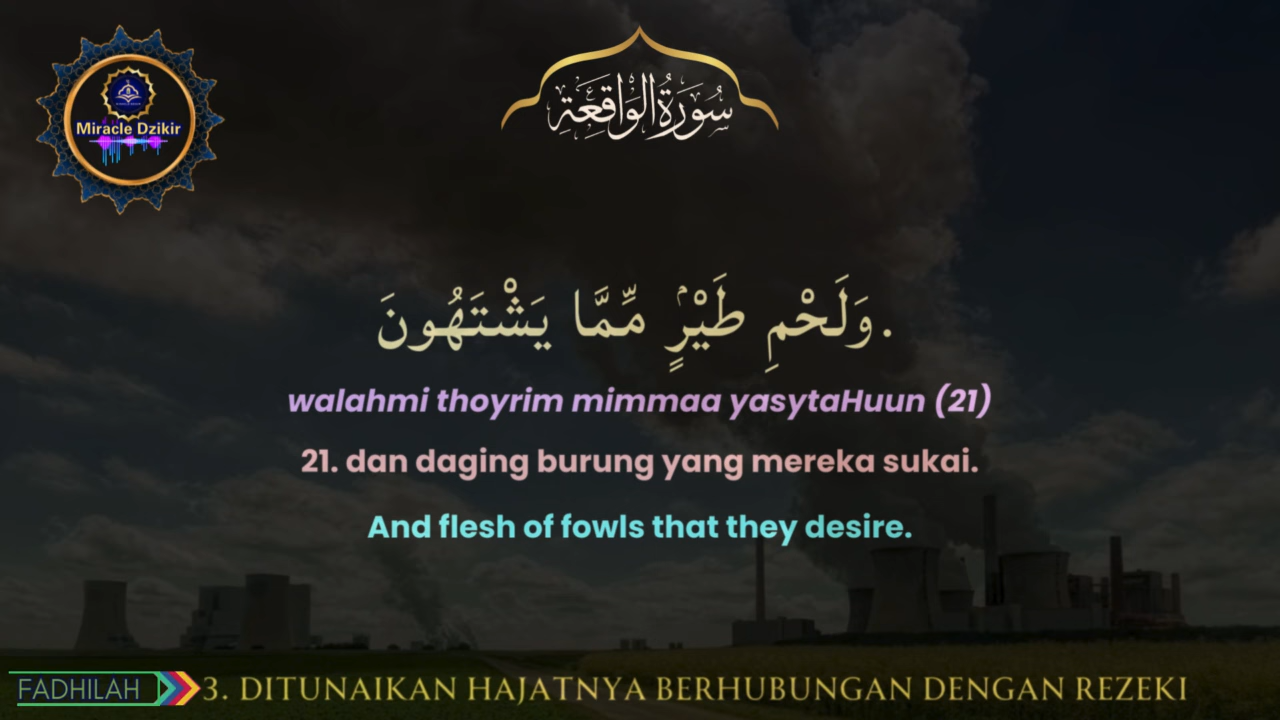 Miracle Dzikir
سُورَةُ الْوَاقِعَةِ
وَلَحْمِ طَيْرٍۢ مِّمَّا يَشْتَهُونَ.
walahmi thoyrim mimmaa yasytaHuun (21)
21. dan daging burung yang mereka sukai.
And flesh of fowls that they desire.
FADHILAH 3. DITUNAIKAN HAJATNYA BERHUBUNGAN DENGAN REZEKI